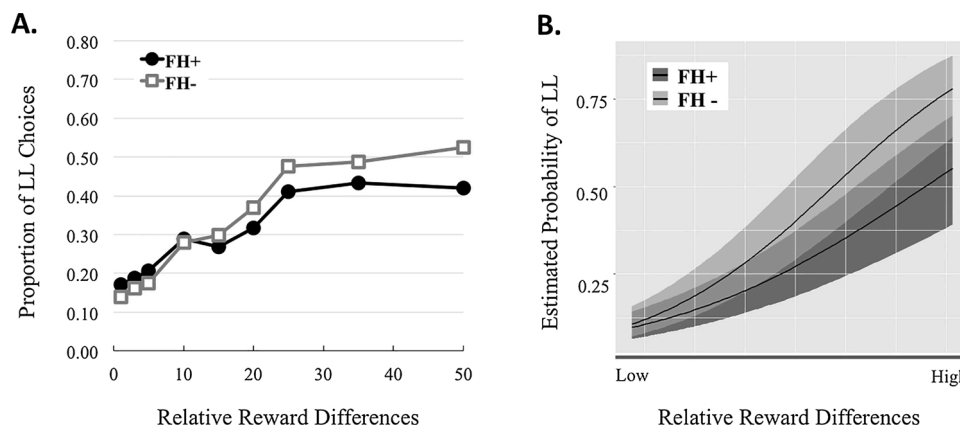 A.
0.80
0.70
0.60
0.50
0.40
0.30
0.20
0.10
0.00
Proportion of LL Choices
FH+
FH-
0
10
20
30
40
50
Relative Reward Differences
B.
0.75
0.50
0.25
Estimated Probability of LL
FH+
FH -
Low
High
Relative Reward Differences